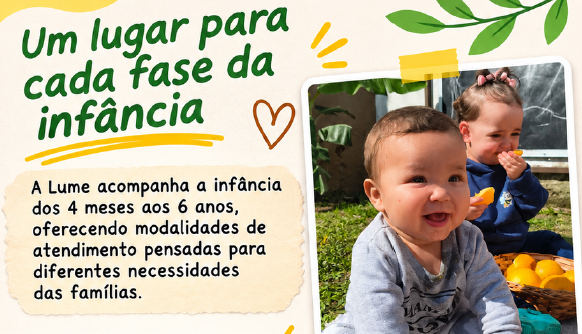 Um lugar para
cada fase da
infância
A Lume acompanha a infância
dos 4 meses aos 6 anos,
oferecendo modalidades de
atendimento pensadas para
diferentes necessidades
das famílias.